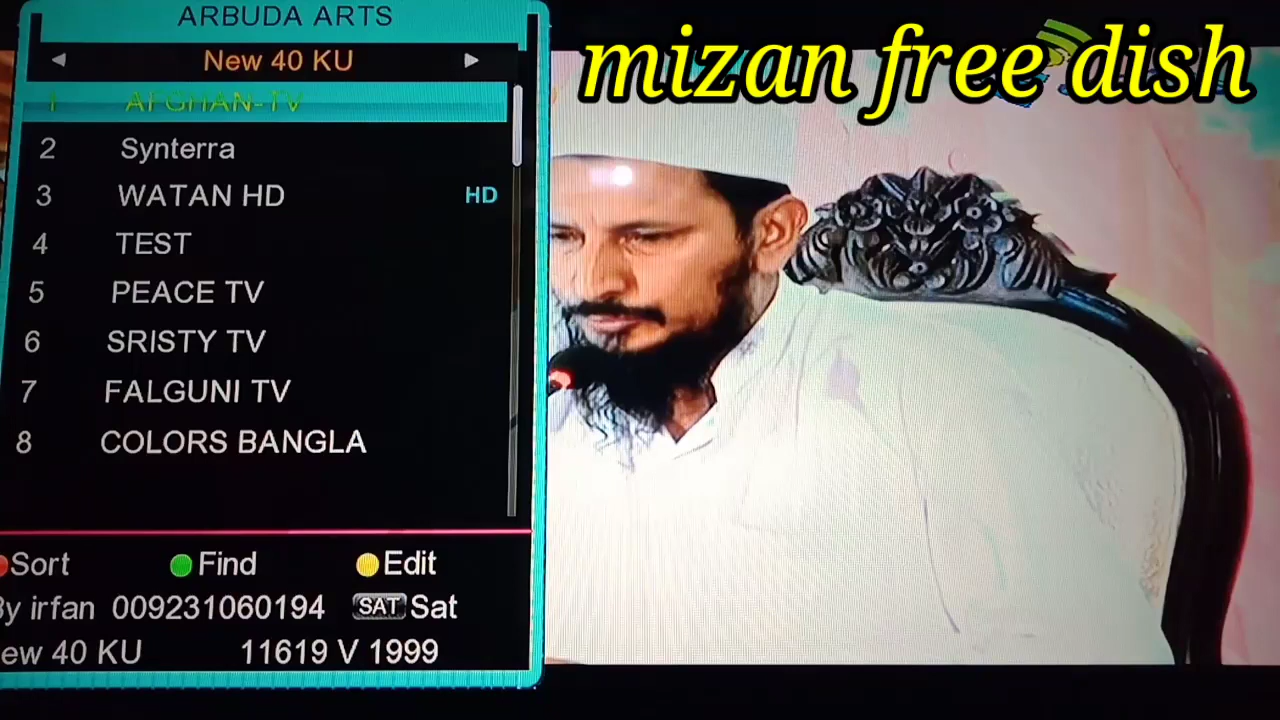 ARBUDA ARTS
New 40 KU
mizan free dish
1 AFGHAN-TV
2 Synterra
3 WATAN HD HD
4 TEST
5 PEACE TV
6 SRISTY TV
7 FALGUNI TV
8 COLORS BANGLA
Sort Find Edit
By irfan 009231060194 SAT Sat
ew 40 KU 11619 V 1999